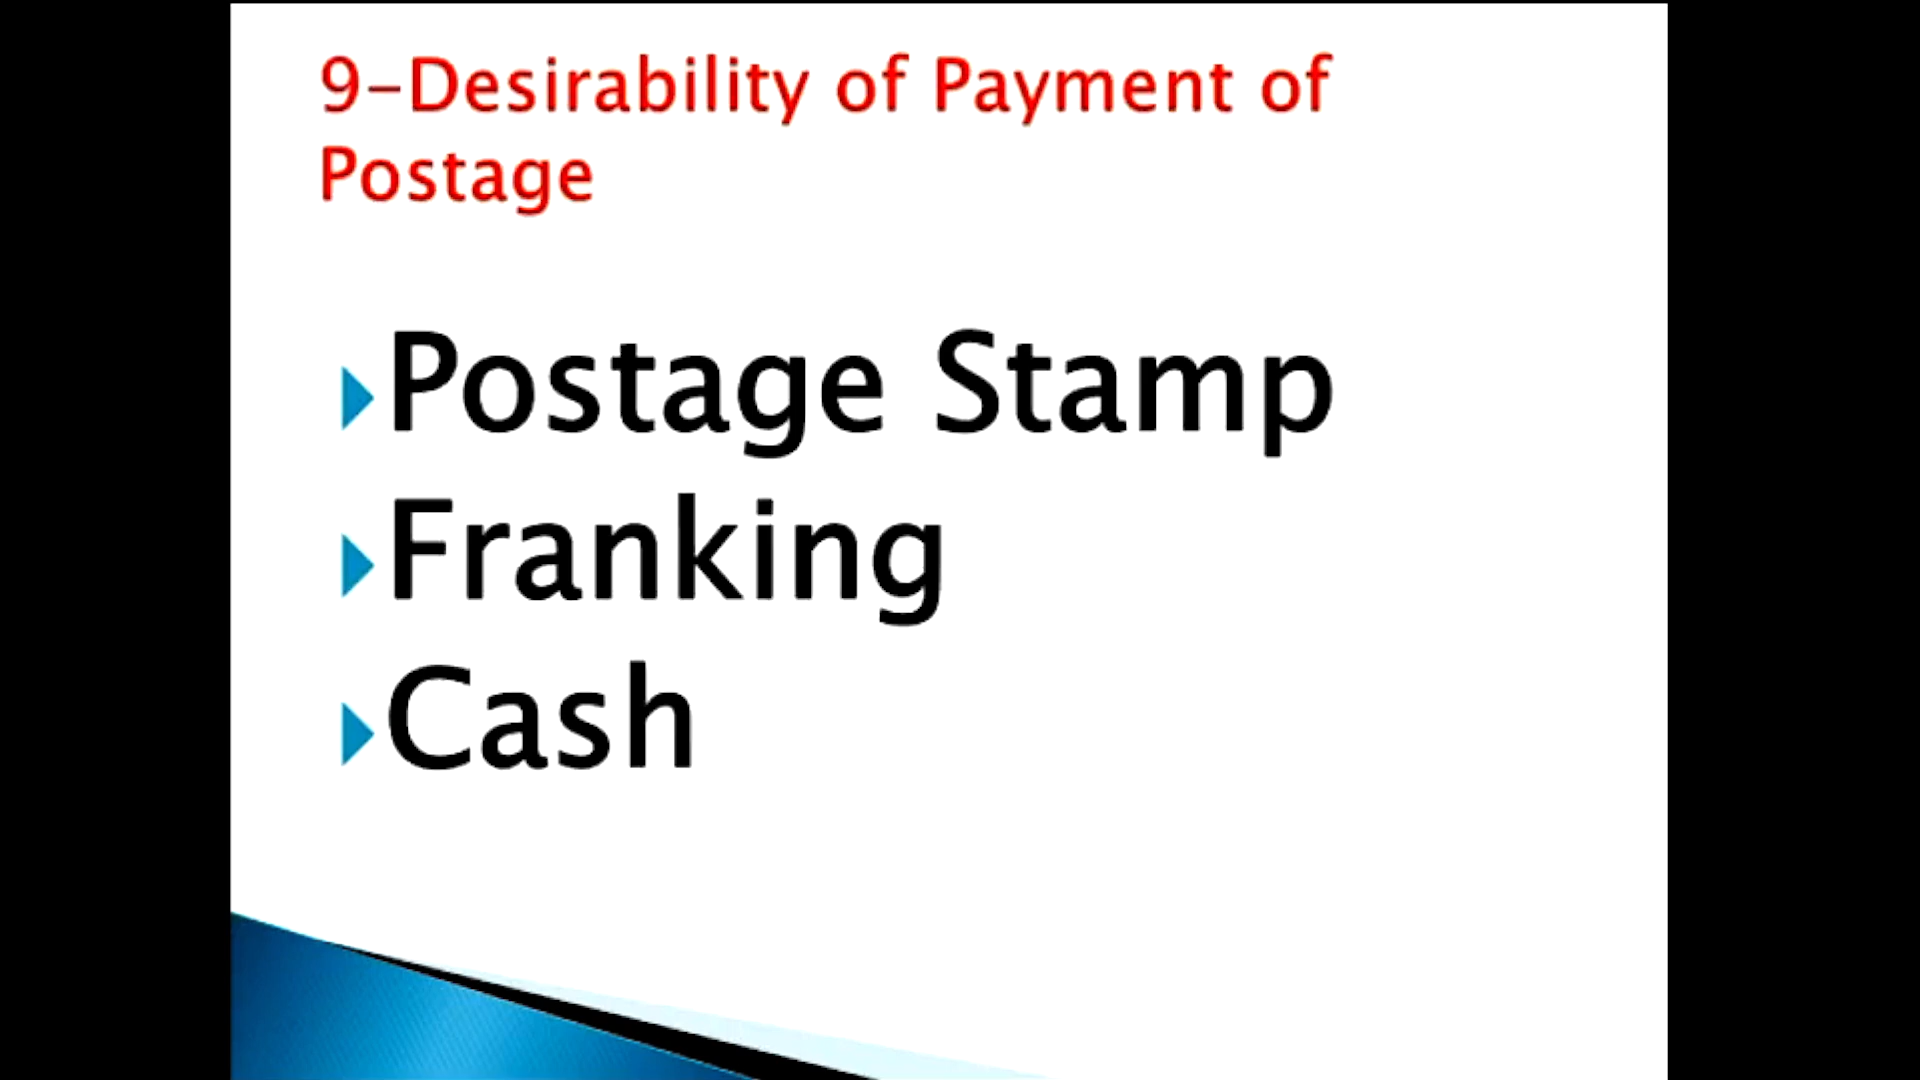 9-Desirability of Payment of
Postage
Postage Stamp
Franking
Cash